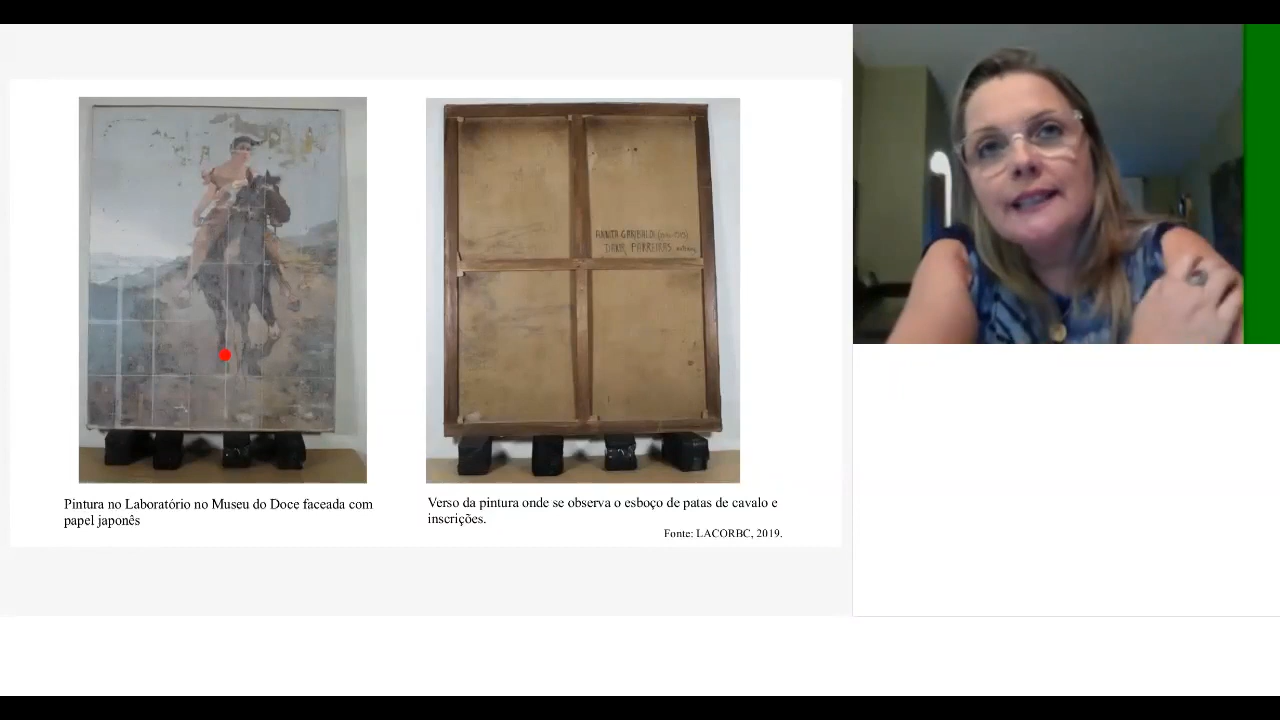 Pintura no Laboratório no Museu do Doce faceada com
papel japonês
ANNITA GARIBALDI
DAKIR PARREIRAS
Verso da pintura onde se observa o esboço de patas de cavalo e
inscrições.
Fonte: LACORBC, 2019.